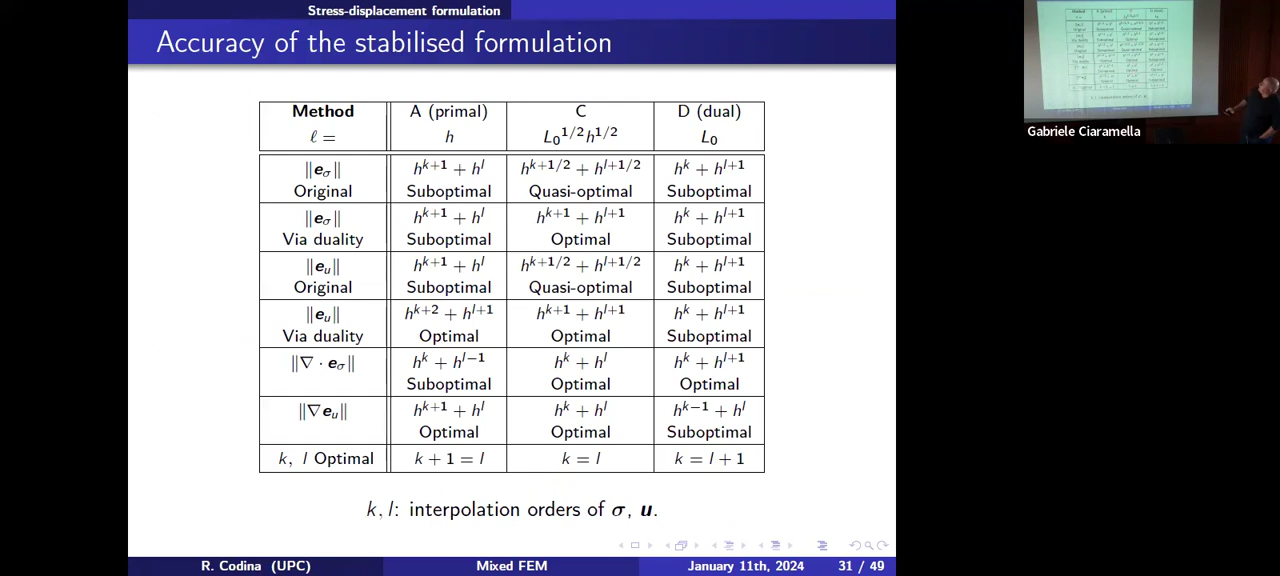 Stress-displacement formulation
Accuracy of the stabilised formulation
Method A (primal) C D (dual)
ℓ = h L₀^{1/2}h^{1/2} L₀
‖e_σ‖ h^{k+1} + h^l h^{k+1/2} + h^{l+1/2} h^k + h^{l+1}
Original Suboptimal Quasi-optimal Suboptimal
‖e_σ‖ h^{k+1} + h^l h^{k+1} + h^{l+1} h^k + h^{l+1}
Via duality Suboptimal Optimal Suboptimal
‖e_u‖ h^{k+1} + h^l h^{k+1/2} + h^{l+1/2} h^k + h^{l+1}
Original Suboptimal Quasi-optimal Suboptimal
‖e_u‖ h^{k+2} + h^{l+1} h^{k+1} + h^{l+1} h^k + h^{l+1}
Via duality Optimal Optimal Suboptimal
‖∇ · e_σ‖ h^k + h^{l−1} h^k + h^l h^k + h^{l+1}
Suboptimal Optimal Optimal
‖∇e_u‖ h^{k+1} + h^l h^k + h^l h^{k−1} + h^l
Optimal Optimal Suboptimal
k, l Optimal k + 1 = l k = l k = l + 1
k, l: interpolation orders of σ, u.
R. Codina (UPC) Mixed FEM January 11th, 2024 31 / 49
Gabriele Ciaramella